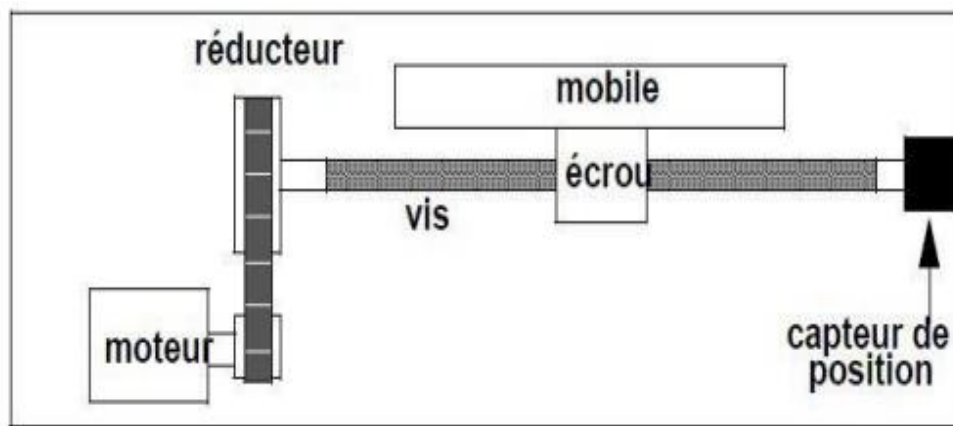 réducteur
mobile
écrou
vis
moteur
capteur de
position